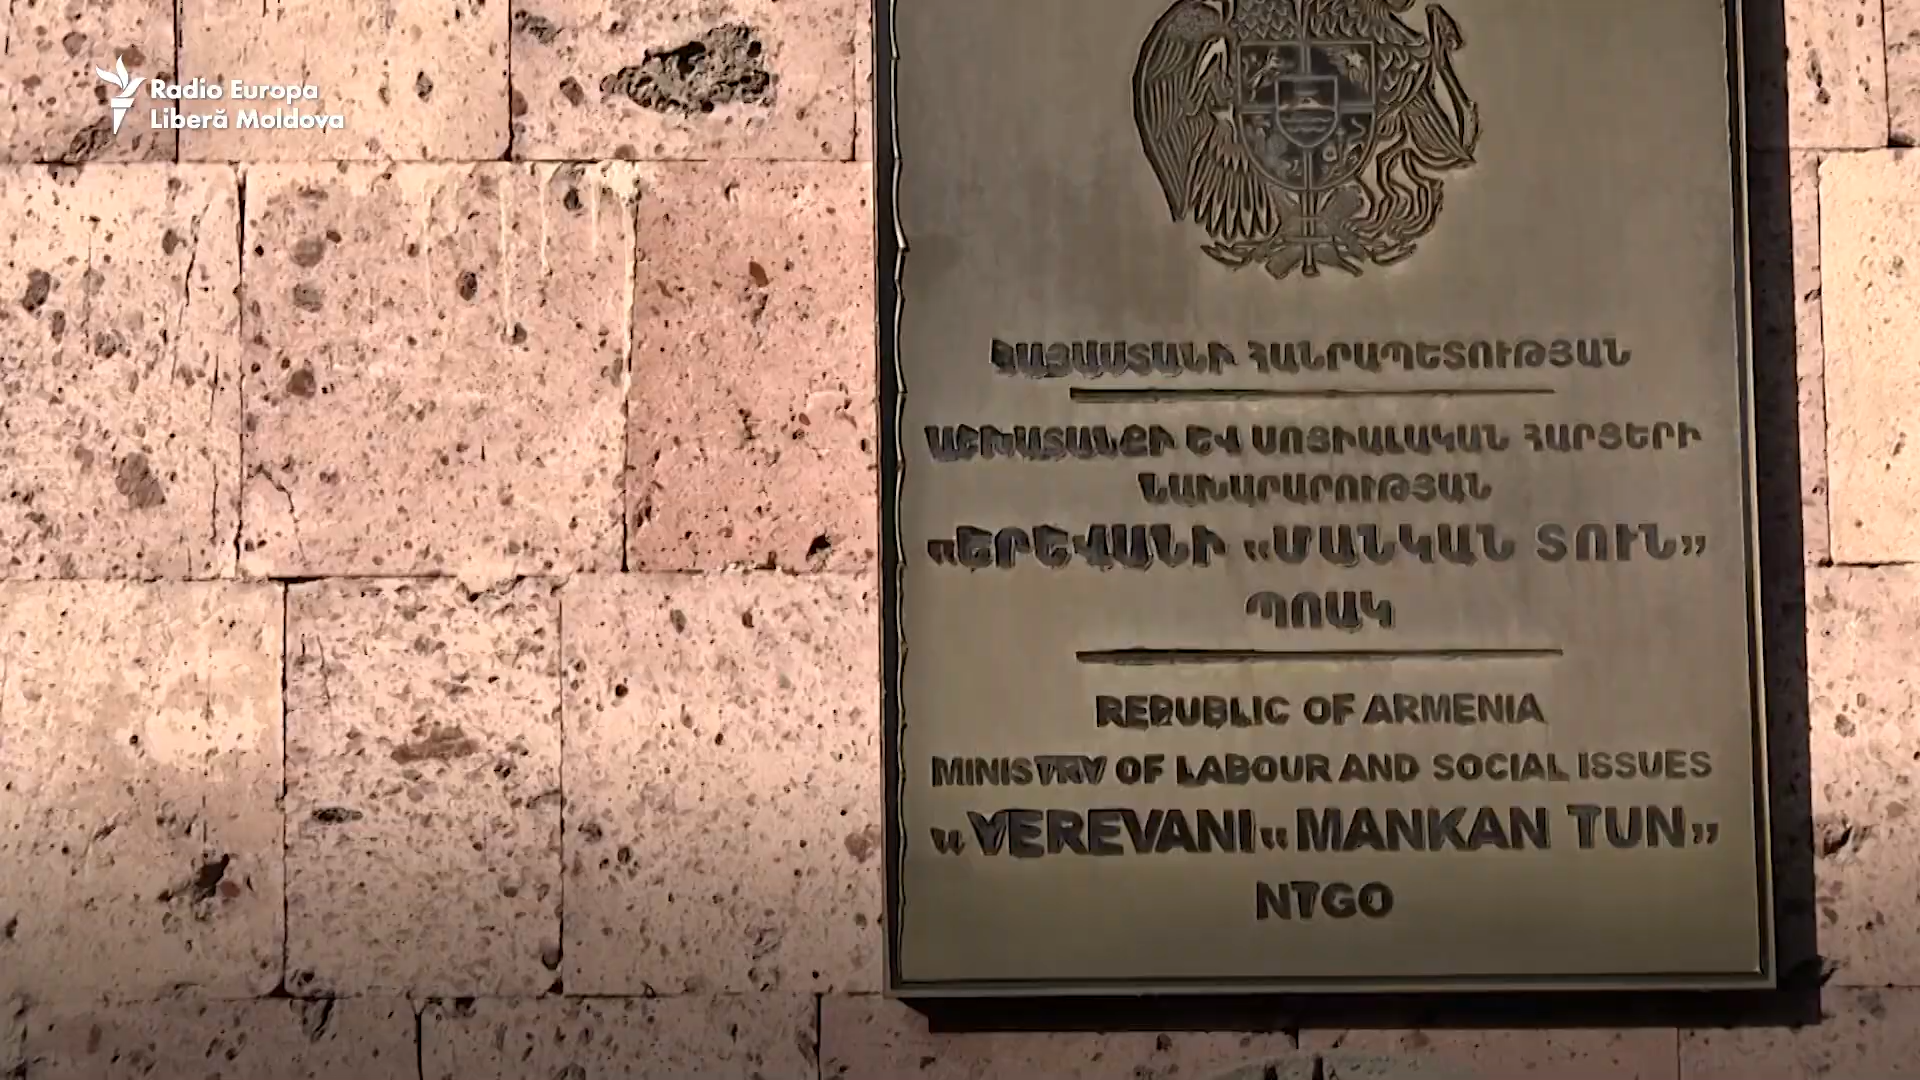 Radio Europa
Liberă Moldova
ՀԱՅԱՍՏԱՆԻ ՀԱՆՐԱՊԵՏՈՒԹՅԱՆ
ԱՇԽԱՏԱՆՔԻ ԵՎ ՍՈՑԻԱԼԱԿԱՆ ՀԱՐՑԵՐԻ
ՆԱԽԱՐԱՐՈՒԹՅԱՆ
«ԵՐԵՎԱՆԻ «ՄԱՆԿԱՆ ՏՈՒՆ»
ՊՈԱԿ
REPUBLIC OF ARMENIA
MINISTRY OF LABOUR AND SOCIAL ISSUES
«YEREVANI «MANKAN TUN»
NTGO